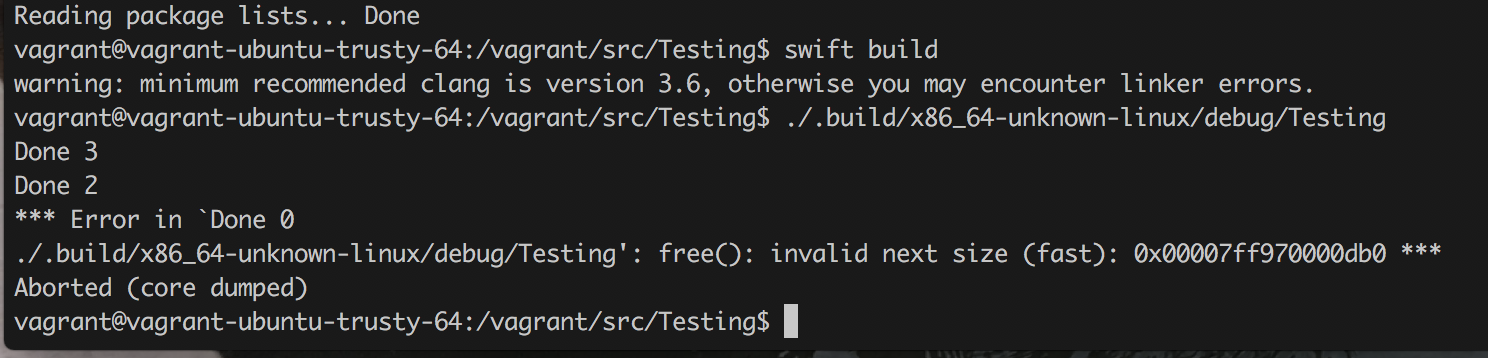 Reading package lists... Done
vagrant@vagrant-ubuntu-trusty-64:/vagrant/src/Testing$ swift build
warning: minimum recommended clang is version 3.6, otherwise you may encounter linker errors.
vagrant@vagrant-ubuntu-trusty-64:/vagrant/src/Testing$ ./.build/x86_64-unknown-linux/debug/Testing
Done 3
Done 2
*** Error in `Done 0
./.build/x86_64-unknown-linux/debug/Testing': free(): invalid next size (fast): 0x00007ff970000db0 ***
Aborted (core dumped)
vagrant@vagrant-ubuntu-trusty-64:/vagrant/src/Testing$